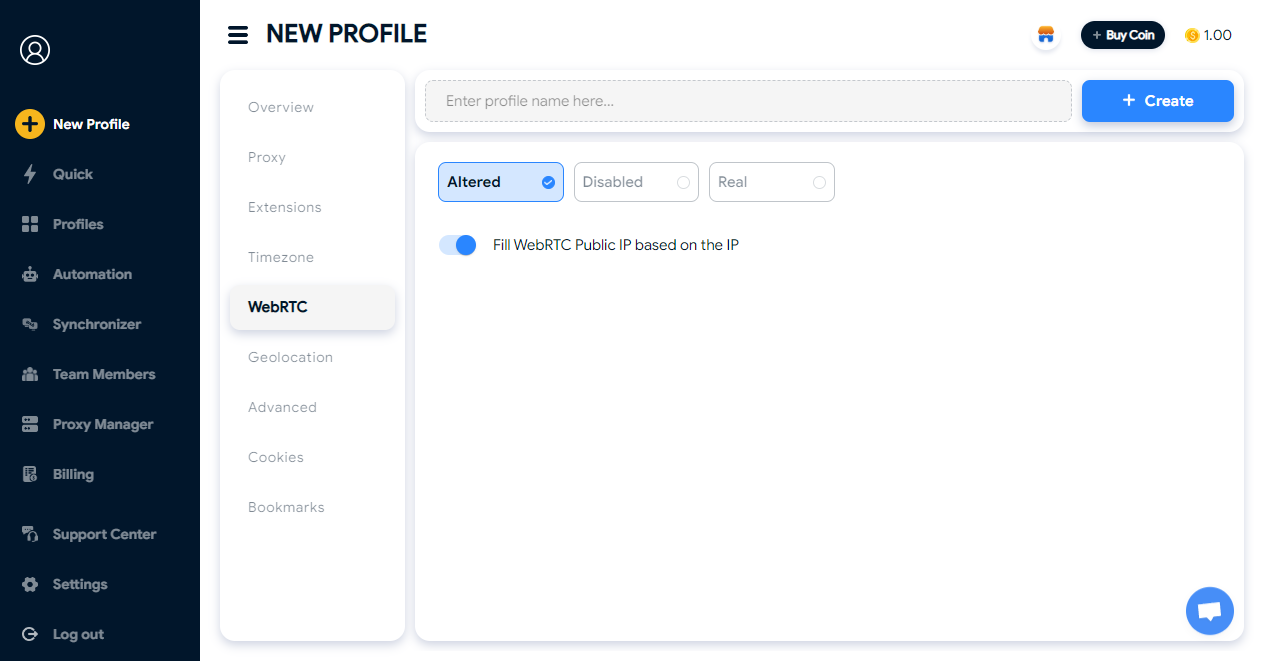 NEW PROFILE
+ Buy Coin
1.00
New Profile
Quick
Profiles
Automation
Synchronizer
Team Members
Proxy Manager
Billing
Support Center
Settings
Log out
Overview
Proxy
Extensions
Timezone
WebRTC
Geolocation
Advanced
Cookies
Bookmarks
Enter profile name here...
+ Create
Altered
Disabled
Real
Fill WebRTC Public IP based on the IP